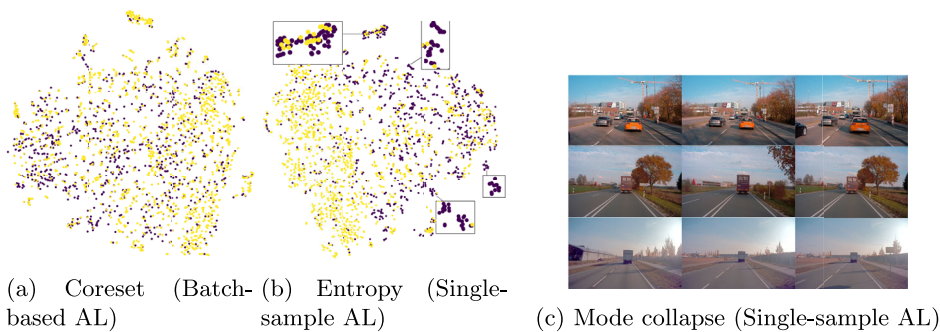 (a) Coreset (Batch-
based AL)
(b) Entropy (Single-
sample AL)
(c) Mode collapse (Single-sample AL)